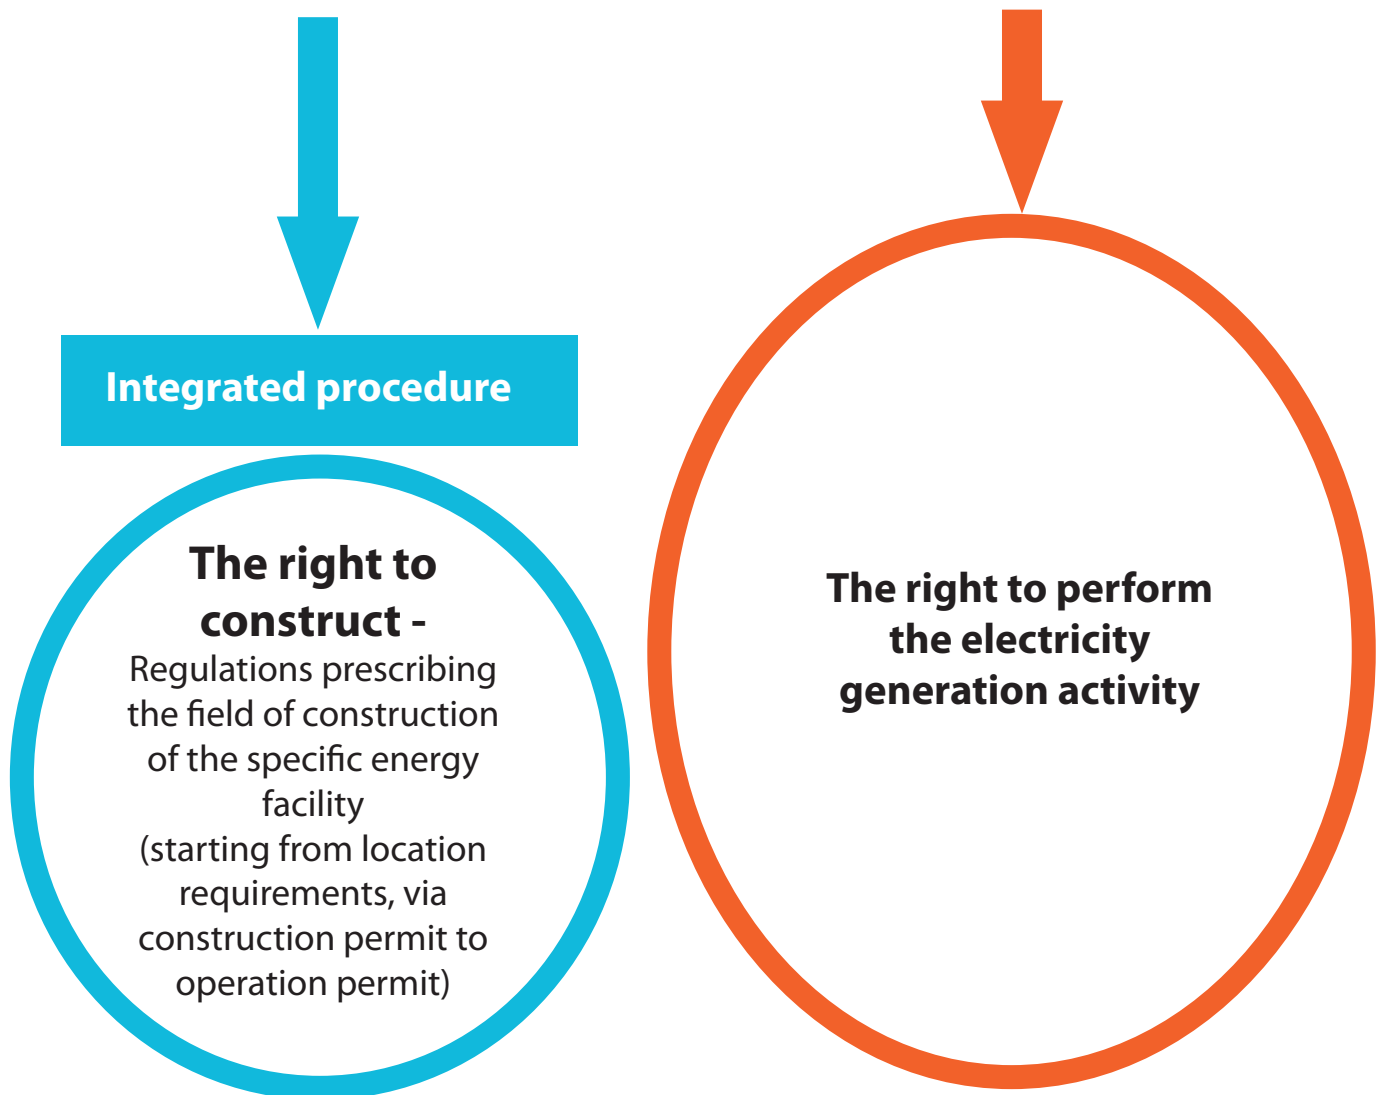 Integrated procedure
The right to
construct -
Regulations prescribing
the field of construction
of the specific energy
facility
(starting from location
requirements, via
construction permit to
operation permit)
The right to perform
the electricity
generation activity